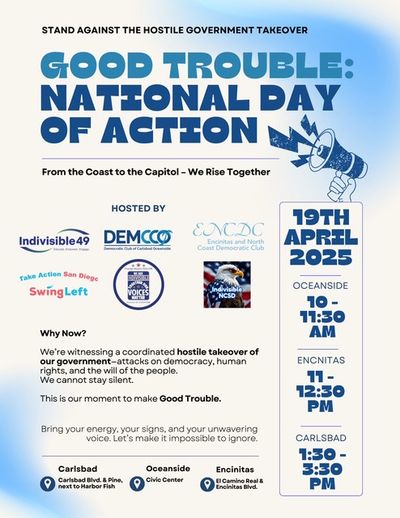 STAND AGAINST THE HOSTILE GOVERNMENT TAKEOVER
GOOD TROUBLE:
NATIONAL DAY
OF ACTION
From the Coast to the Capitol – We Rise Together
HOSTED BY
Indivisible49
Educate, Empower, Engage
DEMCCO
Democratic Club of Carlsbad Oceanside
ENCDC
Encinitas and North
Coast Democratic Club
Take Action San Diego
SwingLeft
VOICES
Indivisible
NCSD
19TH
APRIL
2025
OCEANSIDE
10 -
11:30
AM
ENCNITAS
11 -
12:30
PM
CARLSBAD
1:30 -
3:30
PM
Why Now?
We're witnessing a coordinated hostile takeover of
our government—attacks on democracy, human
rights, and the will of the people.
We cannot stay silent.
This is our moment to make Good Trouble.
Bring your energy, your signs, and your unwavering
voice. Let's make it impossible to ignore.
Carlsbad
Carlsbad Blvd. & Pine,
next to Harbor Fish
Oceanside
Civic Center
Encinitas
El Camino Real &
Encinitas Blvd.